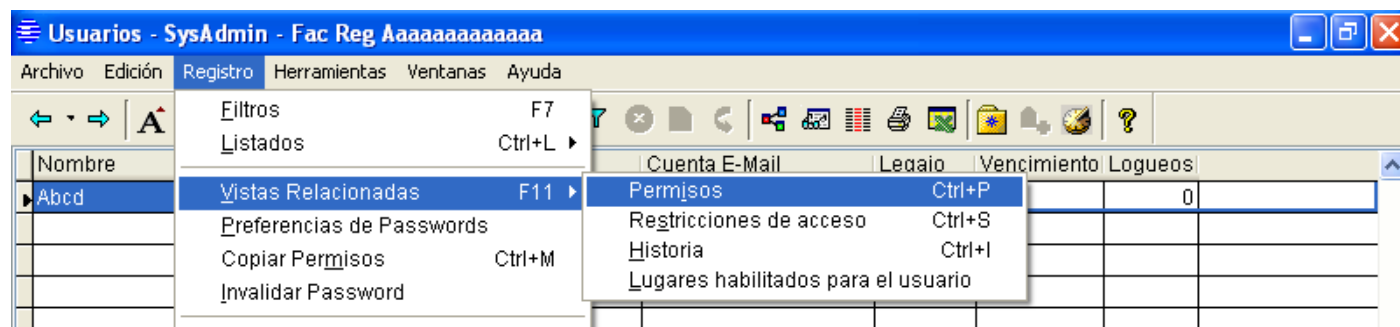 Usuarios - SysAdmin - Fac Reg Aaaaaaaaaaaaa
Archivo Edición Registro Herramientas Ventanas Ayuda
Filtros F7
Listados Ctrl+L
Nombre Cuenta E-Mail Legajo Vencimiento Logueos
Abcd 0
Vistas Relacionadas F11
Preferencias de Passwords
Copiar Permisos Ctrl+M
Invalidar Password
Permisos Ctrl+P
Restricciones de acceso Ctrl+S
Historia Ctrl+I
Lugares habilitados para el usuario